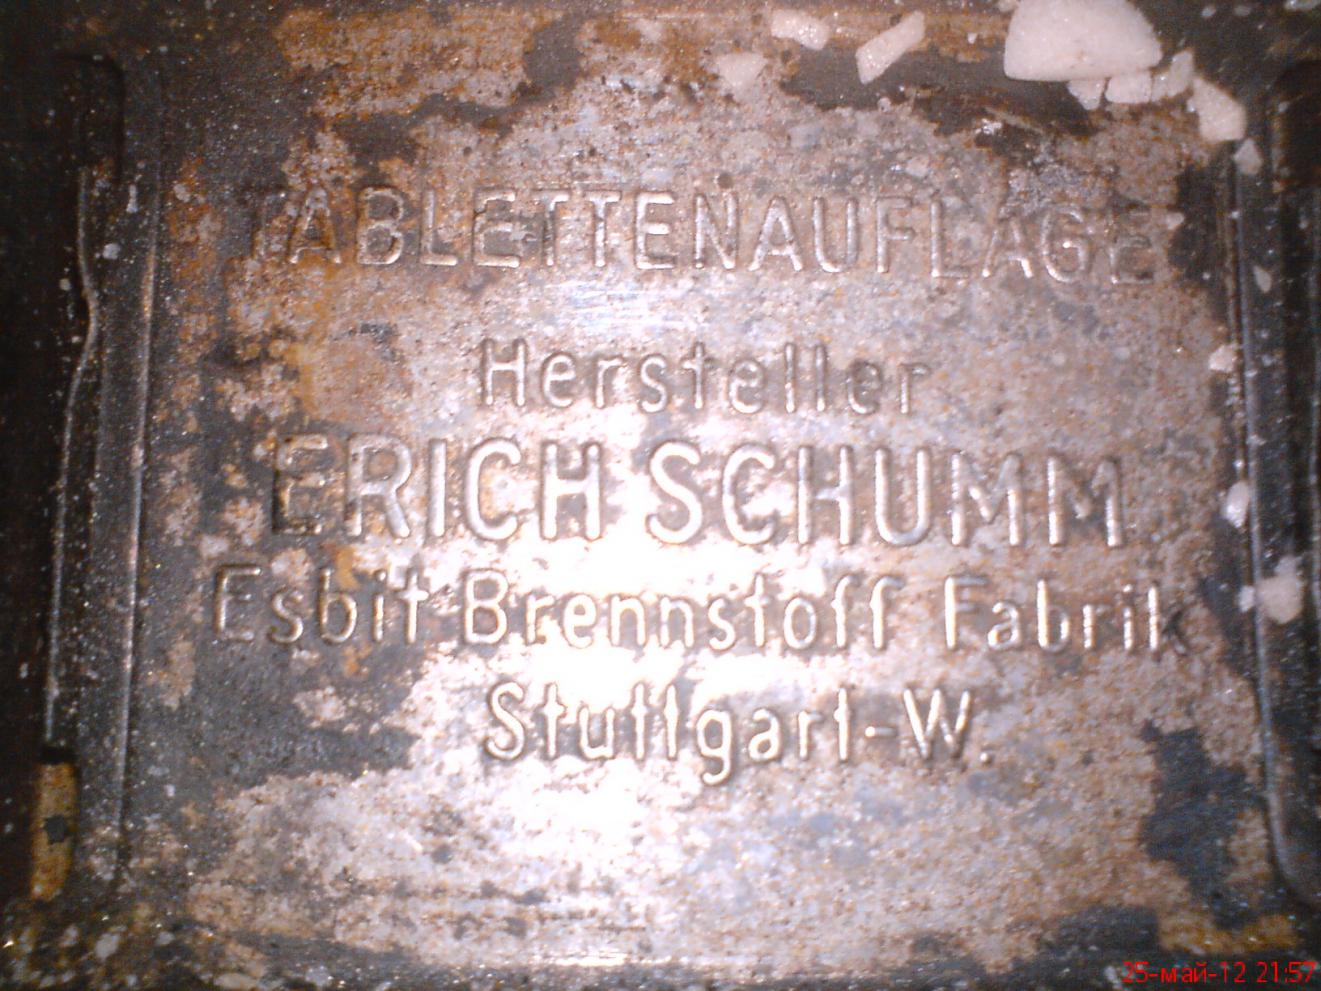 TABLETTENAUFLAGE
Hersteller
ERICH SCHUMM
Esbit-Brennstoff Fabrik
Stuttgart-W.
25-май-12 21:57